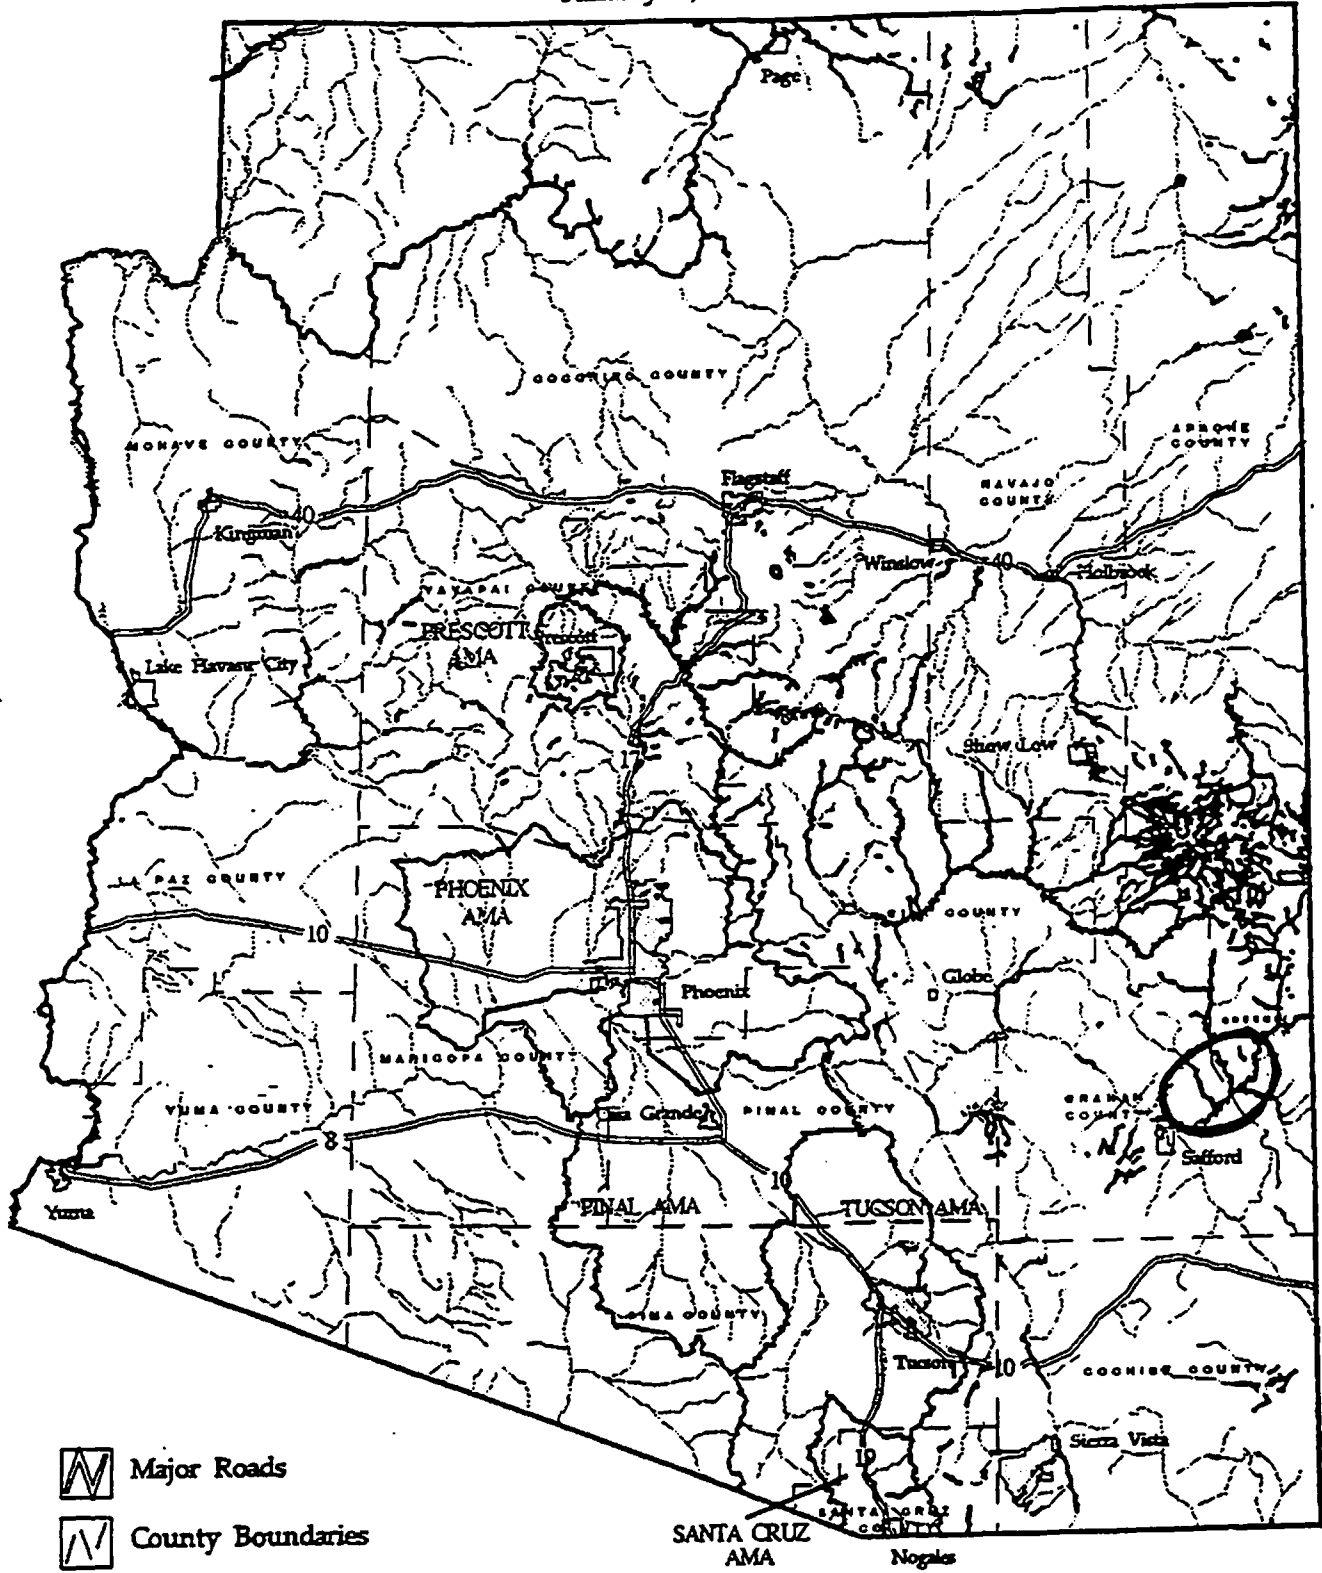 Page
COCONINO COUNTY
MOHAVE COUNTY
APACHE
COUNTY
Flagstaff
NAVAJO
COUNTY
40
Kingman
Winslow
40
Holbrook
YAVAPAI COUNTY
PRESCOTT
AMA
Prescott
Lake Havasu City
Show Low
17
LA PAZ COUNTY
PHOENIX
AMA
GILA COUNTY
10
Globe
Phoenix
MARICOPA COUNTY
YUMA COUNTY
Casa Grande
PINAL COUNTY
GRAHAM
COUNTY
8
Safford
10
Yuma
PINAL AMA
TUCSON AMA
PIMA COUNTY
Tucson
10
COCHISE COUNTY
Sierra Vista
19
Major Roads
SANTA CRUZ
COUNTY
County Boundaries
SANTA CRUZ
AMA
Nogales